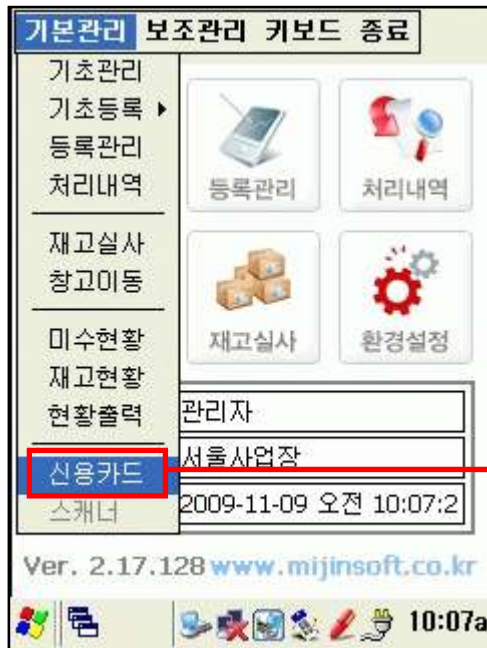 기본관리 보조관리 키보드 종료
기초관리
기초등록
등록관리
처리내역
재고실사
창고이동
미수현황
재고현황
현황출력
신용카드
스캐너
등록관리 처리내역
재고실사 환경설정
관리자
서울사업장
2009-11-09 오전 10:07:2
Ver. 2.17.128 www.mijinsoft.co.kr
10:07a